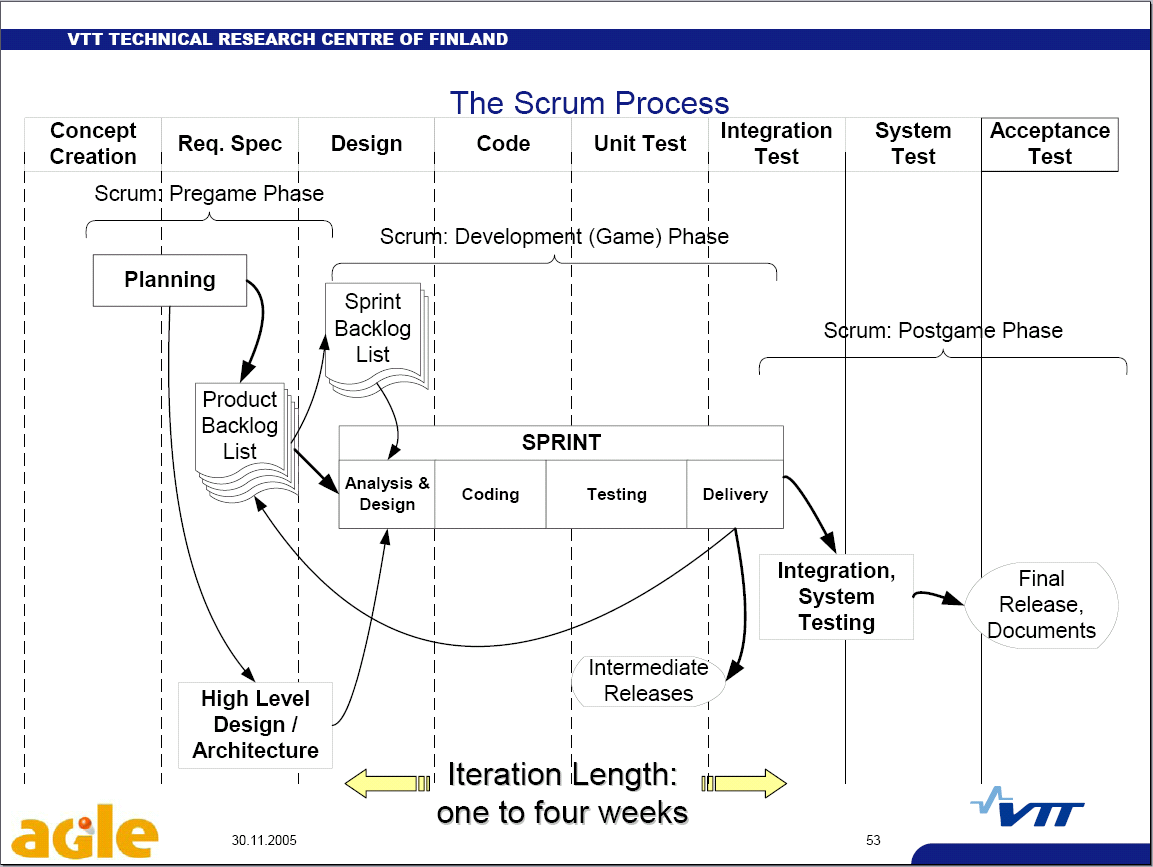 VTT TECHNICAL RESEARCH CENTRE OF FINLAND
The Scrum Process
Concept
Creation
Req. Spec
Design
Code
Unit Test
Integration
Test
System
Test
Acceptance
Test
Scrum: Pregame Phase
Scrum: Development (Game) Phase
Scrum: Postgame Phase
Planning
Sprint
Backlog
List
Product
Backlog
List
SPRINT
Analysis &
Design
Coding
Testing
Delivery
Integration,
System
Testing
Final
Release,
Documents
Intermediate
Releases
High Level
Design /
Architecture
Iteration Length:
one to four weeks
agile
30.11.2005
53
VTT